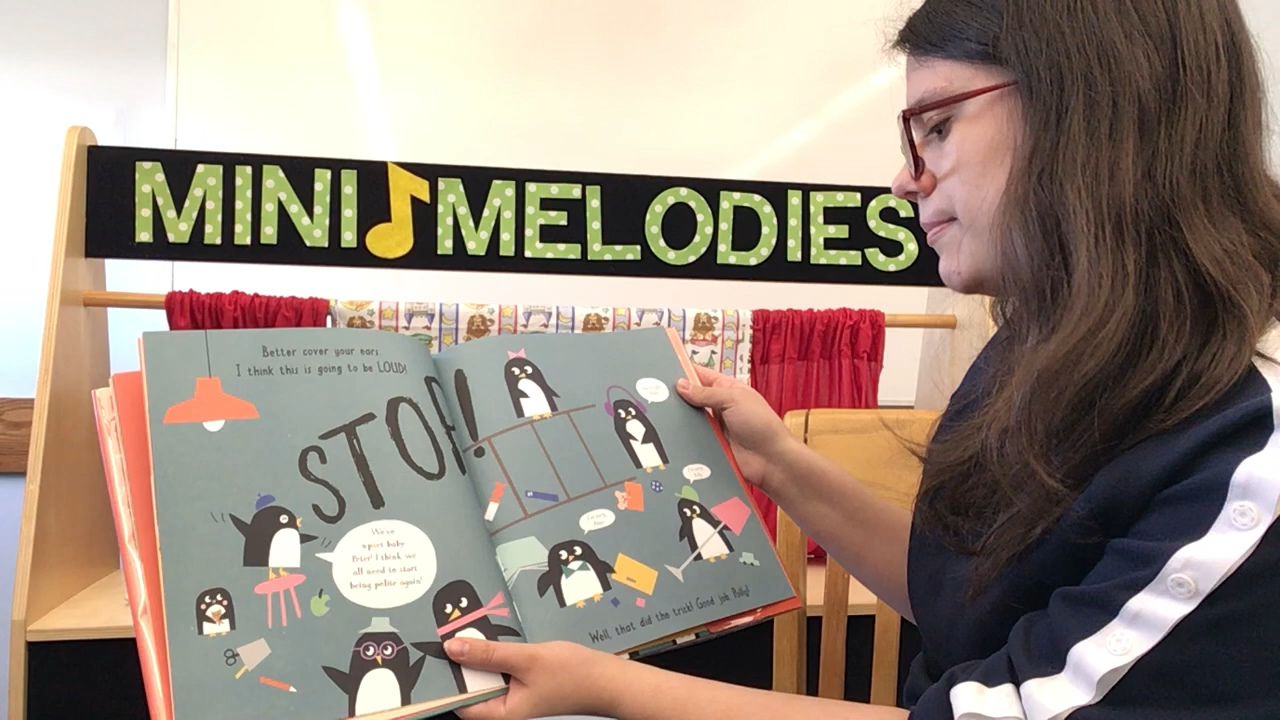 MINI MELODIES
Better cover your ears.
I think this is going to be LOUD!
STOP!
We've
upset baby
Peter! I think we
all need to start
being polite again!
Well, that did the trick! Good job Polly!